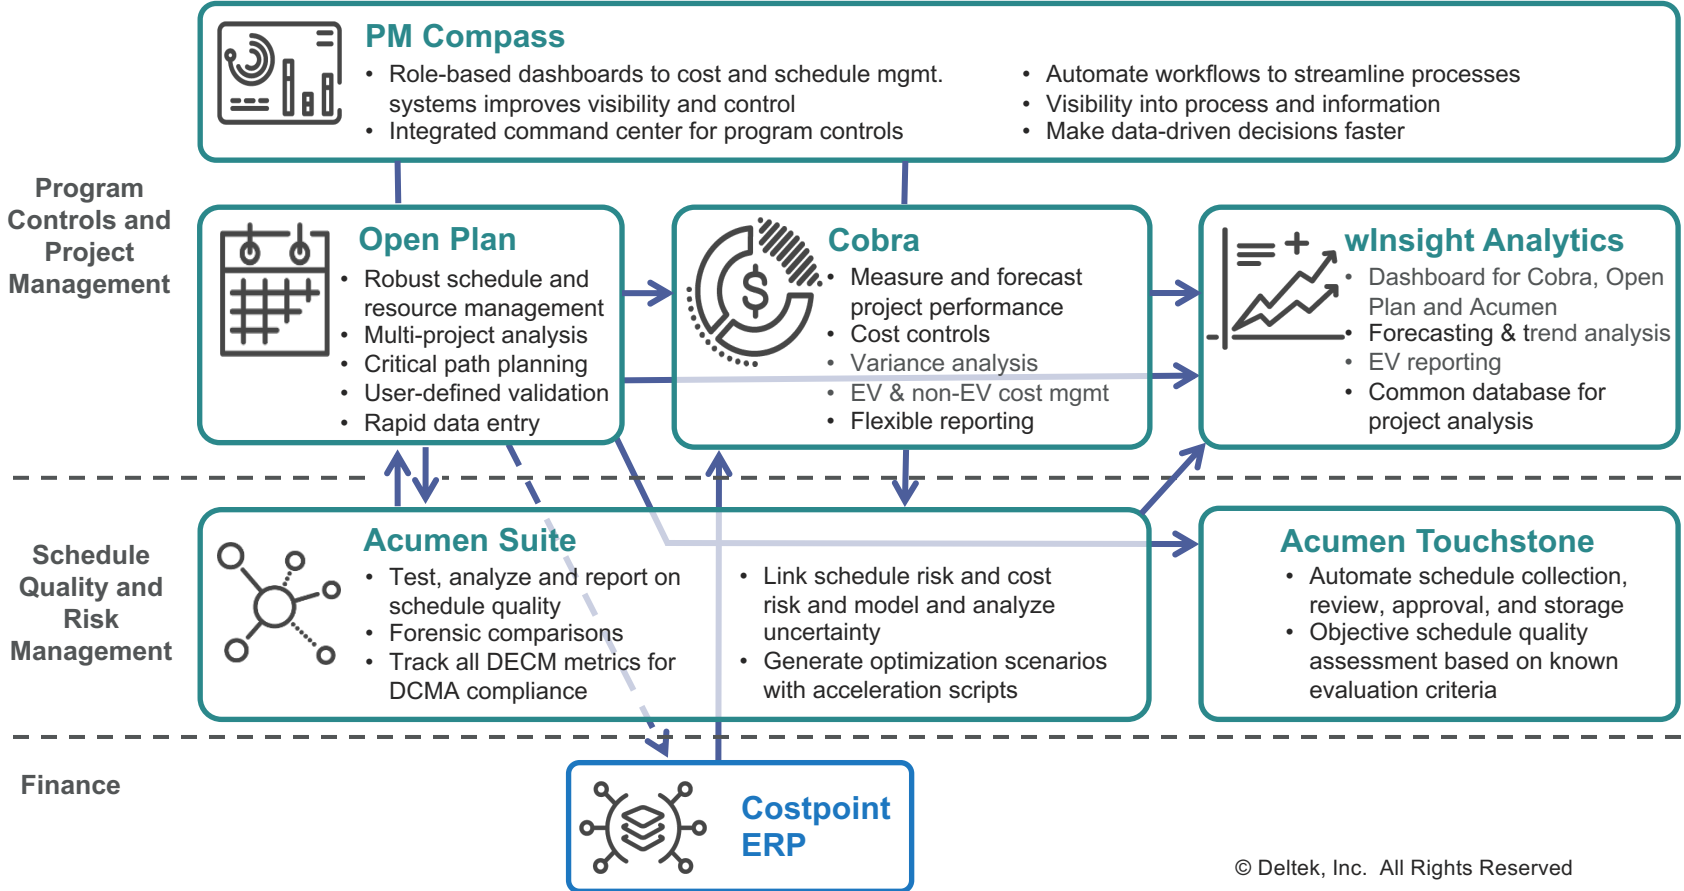 PM Compass
• Role-based dashboards to cost and schedule mgmt.
systems improves visibility and control
• Integrated command center for program controls
• Automate workflows to streamline processes
• Visibility into process and information
• Make data-driven decisions faster
Program
Controls and
Project
Management
Open Plan
• Robust schedule and
resource management
• Multi-project analysis
• Critical path planning
• User-defined validation
• Rapid data entry
Cobra
• Measure and forecast
project performance
• Cost controls
• Variance analysis
• EV & non-EV cost mgmt
• Flexible reporting
wInsight Analytics
• Dashboard for Cobra, Open
Plan and Acumen
• Forecasting & trend analysis
• EV reporting
• Common database for
project analysis
Schedule
Quality and
Risk
Management
Acumen Suite
• Test, analyze and report on
schedule quality
• Forensic comparisons
• Track all DECM metrics for
DCMA compliance
• Link schedule risk and cost
risk and model and analyze
uncertainty
• Generate optimization scenarios
with acceleration scripts
Acumen Touchstone
• Automate schedule collection,
review, approval, and storage
• Objective schedule quality
assessment based on known
evaluation criteria
Finance
Costpoint
ERP
© Deltek, Inc. All Rights Reserved